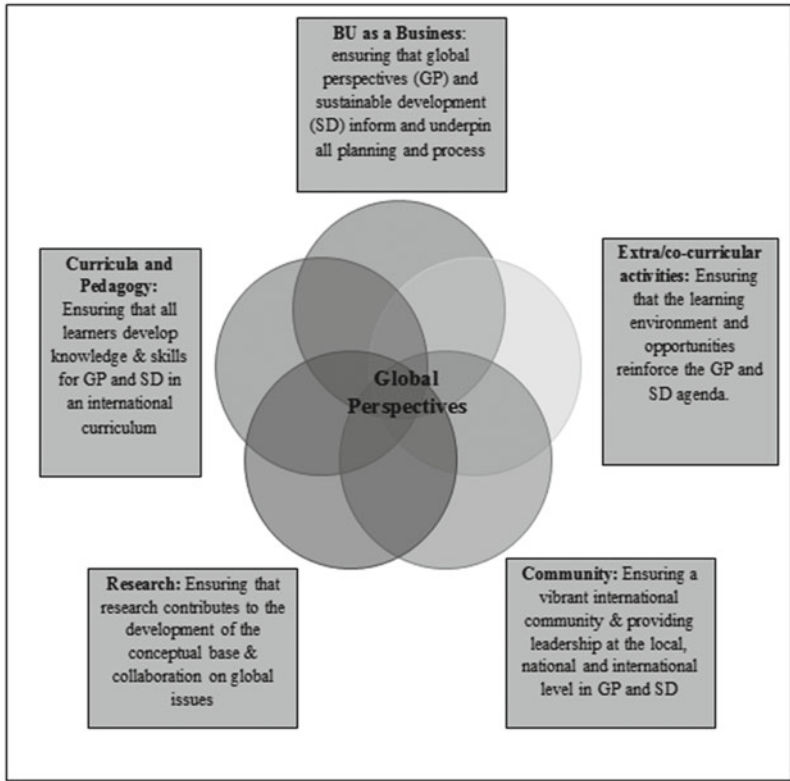 BU as a Business:
ensuring that global
perspectives (GP) and
sustainable development
(SD) inform and underpin
all planning and process
Curricula and
Pedagogy:
Ensuring that all
learners develop
knowledge & skills
for GP and SD in
an international
curriculum
Extra/co-curricular
activities: Ensuring
that the learning
environment and
opportunities
reinforce the GP and
SD agenda.
Global
Perspectives
Research: Ensuring that
research contributes to the
development of the
conceptual base &
collaboration on global
issues
Community: Ensuring a
vibrant international
community & providing
leadership at the local,
national and international
level in GP and SD